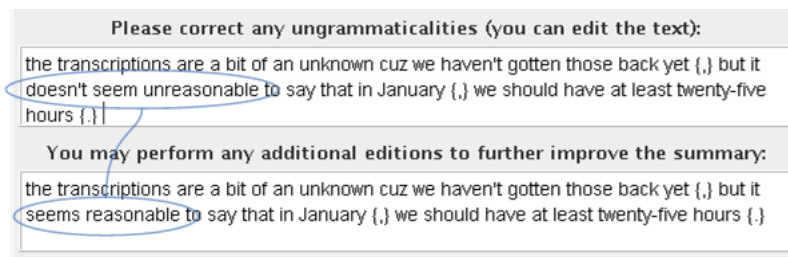 Please correct any ungrammaticalities (you can edit the text):
the transcriptions are a bit of an unknown cuz we haven't gotten those back yet {,} but it
doesn't seem unreasonable to say that in January {,} we should have at least twenty-five
hours {.}
You may perform any additional editions to further improve the summary:
the transcriptions are a bit of an unknown cuz we haven't gotten those back yet {,} but it
seems reasonable to say that in January {,} we should have at least twenty-five hours {.}